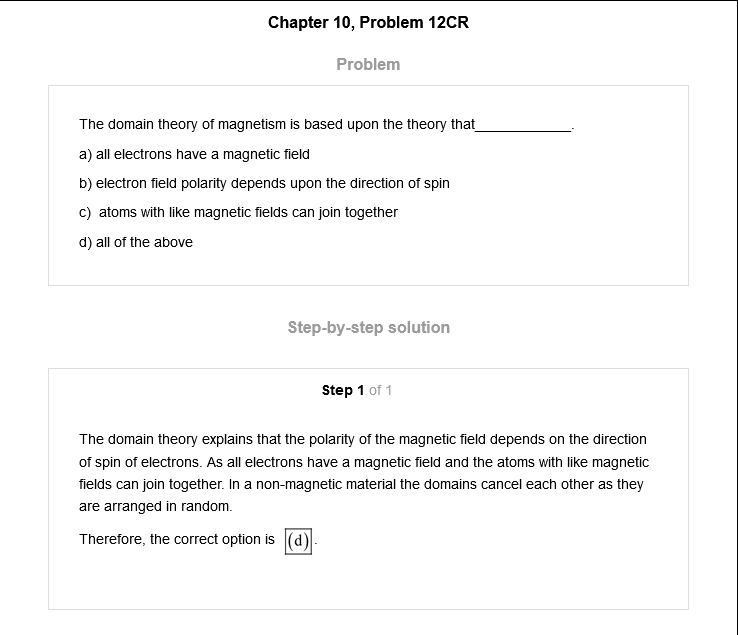 Chapter 10, Problem 12CR
Problem
The domain theory of magnetism is based upon the theory that_____________.
a) all electrons have a magnetic field
b) electron field polarity depends upon the direction of spin
c) atoms with like magnetic fields can join together
d) all of the above
Step-by-step solution
Step 1 of 1
The domain theory explains that the polarity of the magnetic field depends on the direction
of spin of electrons. As all electrons have a magnetic field and the atoms with like magnetic
fields can join together. In a non-magnetic material the domains cancel each other as they
are arranged in random.
Therefore, the correct option is (d).